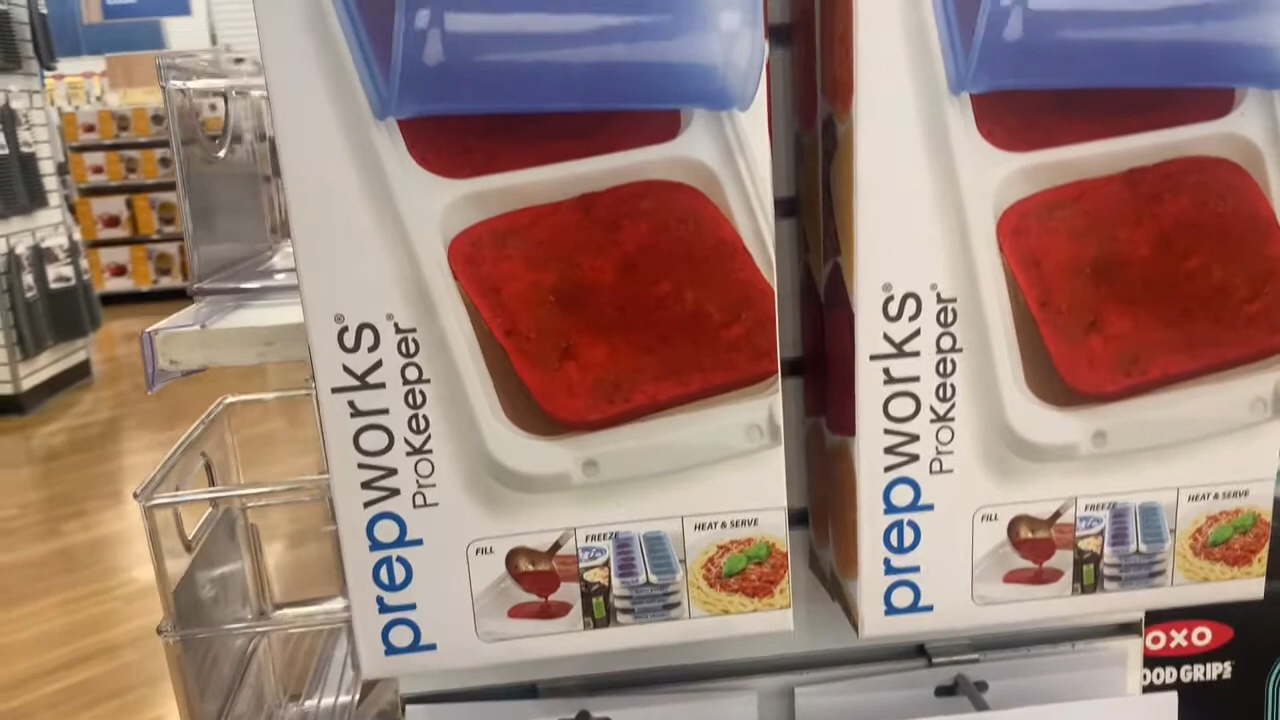 prepworks®
ProKeeper®
FILL
FREEZE
HEAT & SERVE
prepworks®
ProKeeper®
FILL
FREEZE
HEAT & SERVE
OXO
OOD GRIPS